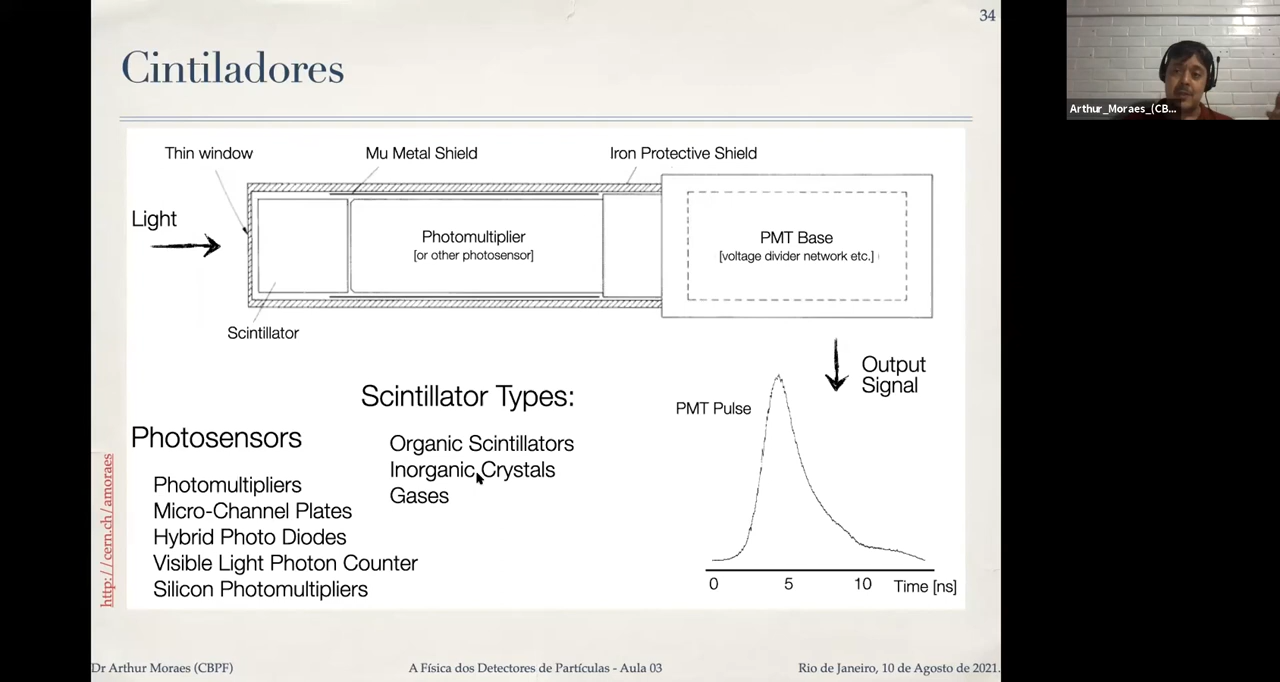 34
Cintiladores
Thin window
Mu Metal Shield
Iron Protective Shield
Light
Photomultiplier
[or other photosensor]
PMT Base
[voltage divider network etc.]
Scintillator
Output
Signal
PMT Pulse
0 5 10 Time [ns]
Scintillator Types:
Organic Scintillators
Inorganic Crystals
Gases
Photosensors
Photomultipliers
Micro-Channel Plates
Hybrid Photo Diodes
Visible Light Photon Counter
Silicon Photomultipliers
http://cern.ch/amoraes
Dr Arthur Moraes (CBPF)
A Física dos Detectores de Partículas - Aula 03
Rio de Janeiro, 10 de Agosto de 2021.
Arthur_Moraes_(CB...